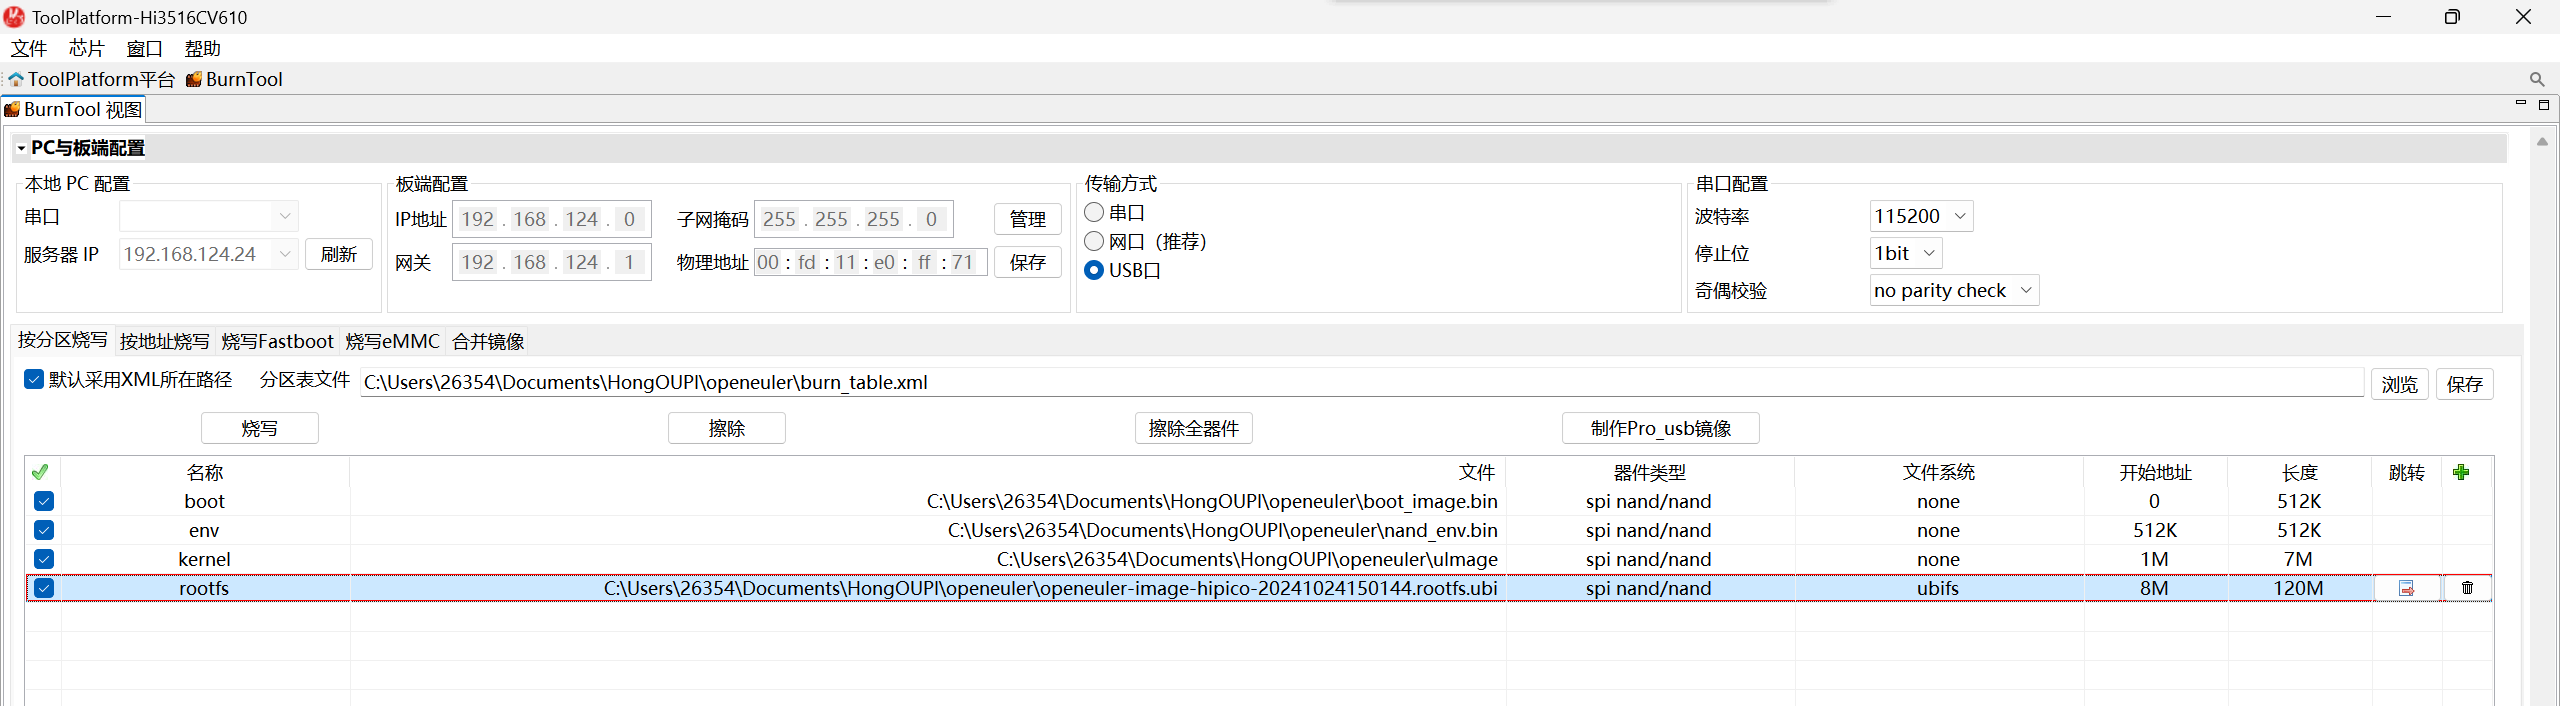 ToolPlatform-Hi3516CV610
文件 芯片 窗口 帮助
ToolPlatform平台 BurnTool
BurnTool 视图
PC与板端配置
本地 PC 配置
串口
服务器 IP 192.168.124.24 刷新
板端配置
IP地址 192 . 168 . 124 . 0 子网掩码 255 . 255 . 255 . 0 管理
网关 192 . 168 . 124 . 1 物理地址 00 : fd : 11 : e0 : ff : 71 保存
传输方式
串口
网口（推荐）
USB口
串口配置
波特率 115200
停止位 1bit
奇偶校验 no parity check
按分区烧写 按地址烧写 烧写Fastboot 烧写eMMC 合并镜像
默认采用XML所在路径 分区表文件 C:\Users\26354\Documents\HongOUPI\openeuler\burn_table.xml 浏览 保存
烧写 擦除 擦除全器件 制作Pro_usb镜像
名称 文件 器件类型 文件系统 开始地址 长度 跳转
boot C:\Users\26354\Documents\HongOUPI\openeuler\boot_image.bin spi nand/nand none 0 512K
env C:\Users\26354\Documents\HongOUPI\openeuler\nand_env.bin spi nand/nand none 512K 512K
kernel C:\Users\26354\Documents\HongOUPI\openeuler\uImage spi nand/nand none 1M 7M
rootfs C:\Users\26354\Documents\HongOUPI\openeuler\openeuler-image-hipico-20241024150144.rootfs.ubi spi nand/nand ubifs 8M 120M